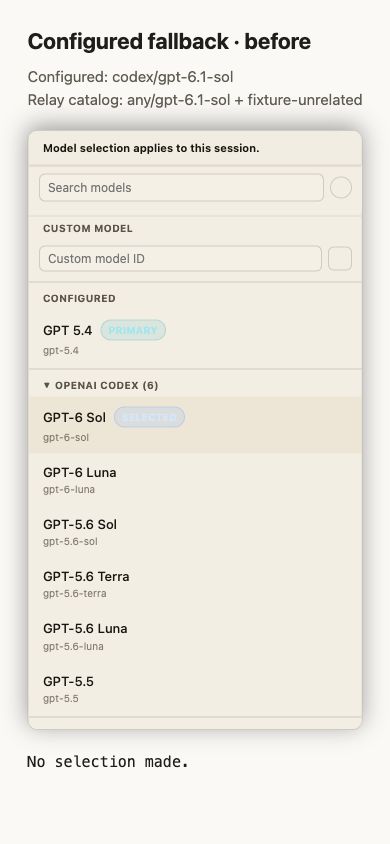 Configured fallback · before
Configured: codex/gpt-6.1-sol
Relay catalog: any/gpt-6.1-sol + fixture-unrelated
Model selection applies to this session.
Search models
CUSTOM MODEL
Custom model ID
CONFIGURED
GPT 5.4 PRIMARY
gpt-5.4
▼ OPENAI CODEX (6)
GPT-6 Sol SELECTED
gpt-6-sol
GPT-6 Luna
gpt-6-luna
GPT-5.6 Sol
gpt-5.6-sol
GPT-5.6 Terra
gpt-5.6-terra
GPT-5.6 Luna
gpt-5.6-luna
GPT-5.5
gpt-5.5
No selection made.